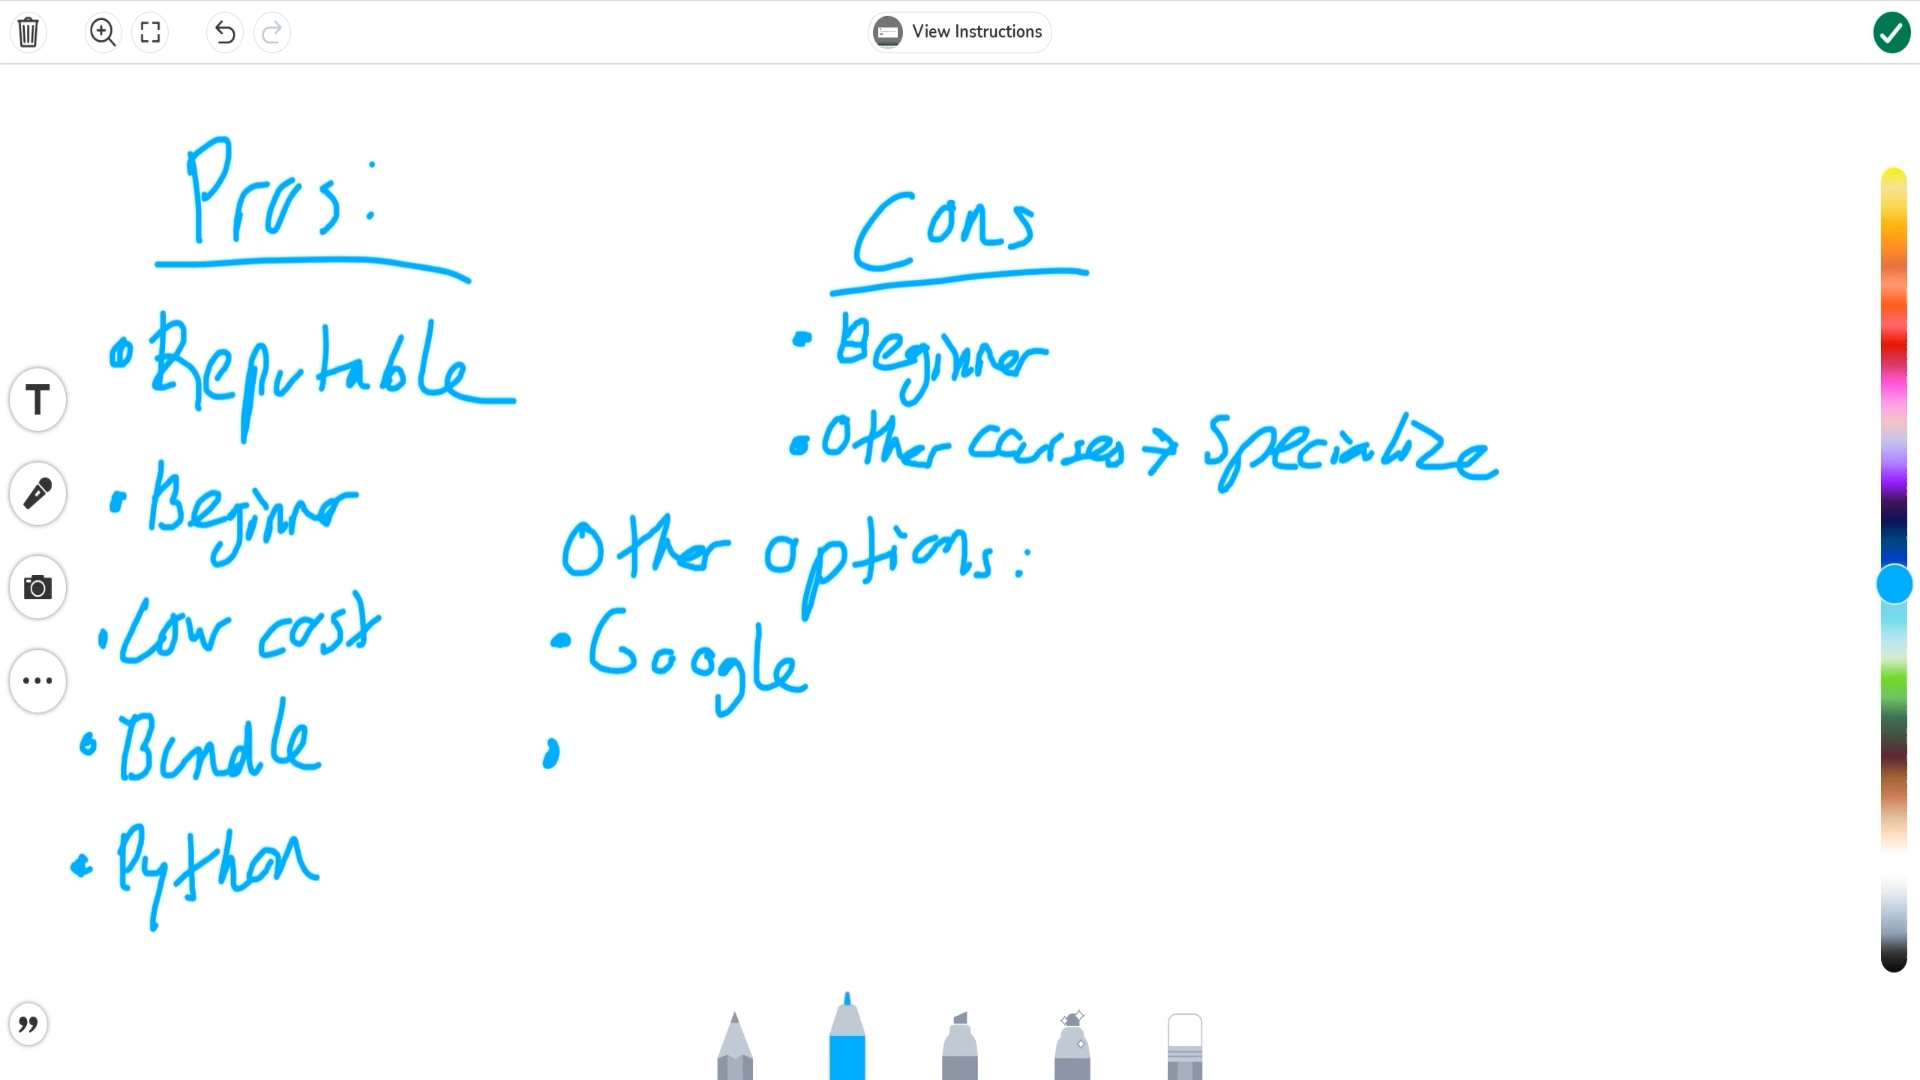 View Instructions
Pros:
• Reputable
• Beginner
• Low cost
• Bundle
• Python
Cons
• Beginner
• Other courses → Specialize
Other options:
• Google
•
T